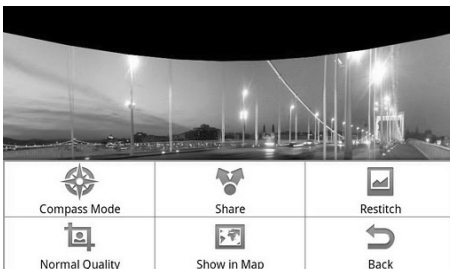 Compass Mode
Share
Restitch
Normal Quality
Show in Map
Back